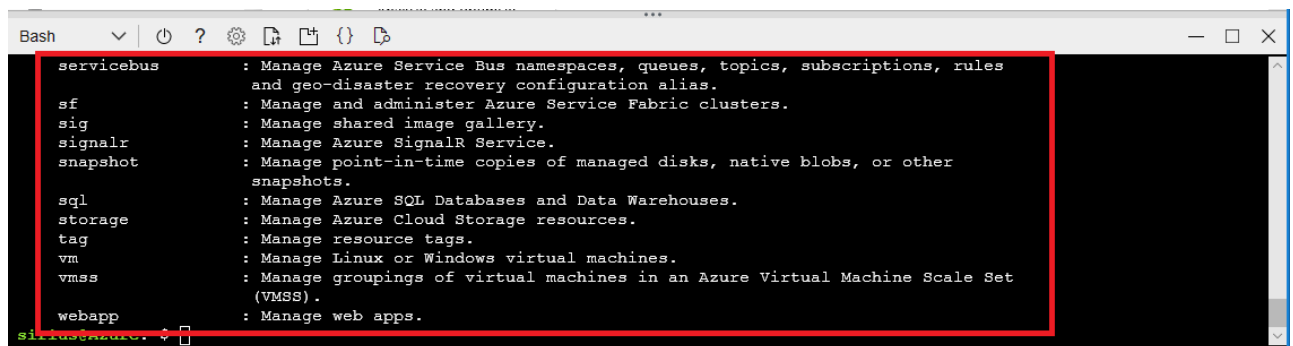 Bash
servicebus : Manage Azure Service Bus namespaces, queues, topics, subscriptions, rules
and geo-disaster recovery configuration alias.
sf : Manage and administer Azure Service Fabric clusters.
sig : Manage shared image gallery.
signalr : Manage Azure SignalR Service.
snapshot : Manage point-in-time copies of managed disks, native blobs, or other
snapshots.
sql : Manage Azure SQL Databases and Data Warehouses.
storage : Manage Azure Cloud Storage resources.
tag : Manage resource tags.
vm : Manage Linux or Windows virtual machines.
vmss : Manage groupings of virtual machines in an Azure Virtual Machine Scale Set
(VMSS).
webapp : Manage web apps.
sirius@Azure: $